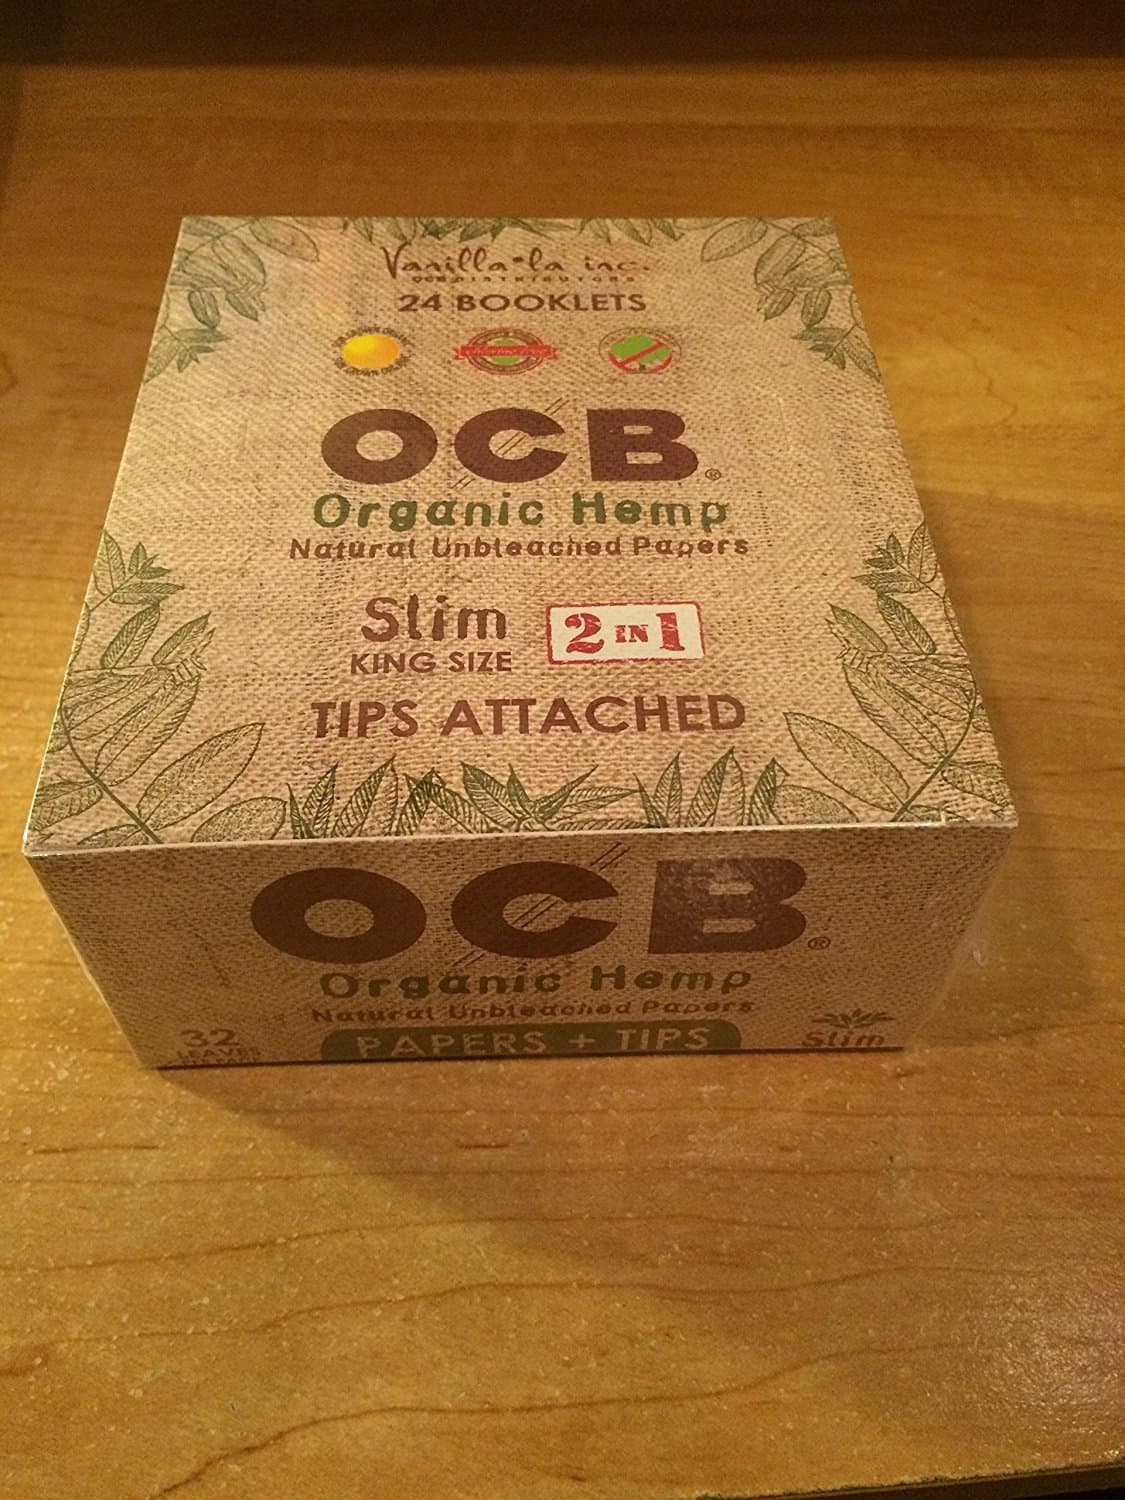 Vanilla•la inc.
24 BOOKLETS
OCB®
Organic Hemp
Natural Unbleached Papers
Slim
KING SIZE
2 IN 1
TIPS ATTACHED
OCB®
Organic Hemp
Natural Unbleached Papers
32
LEAVES
PAPERS + TIPS
Slim